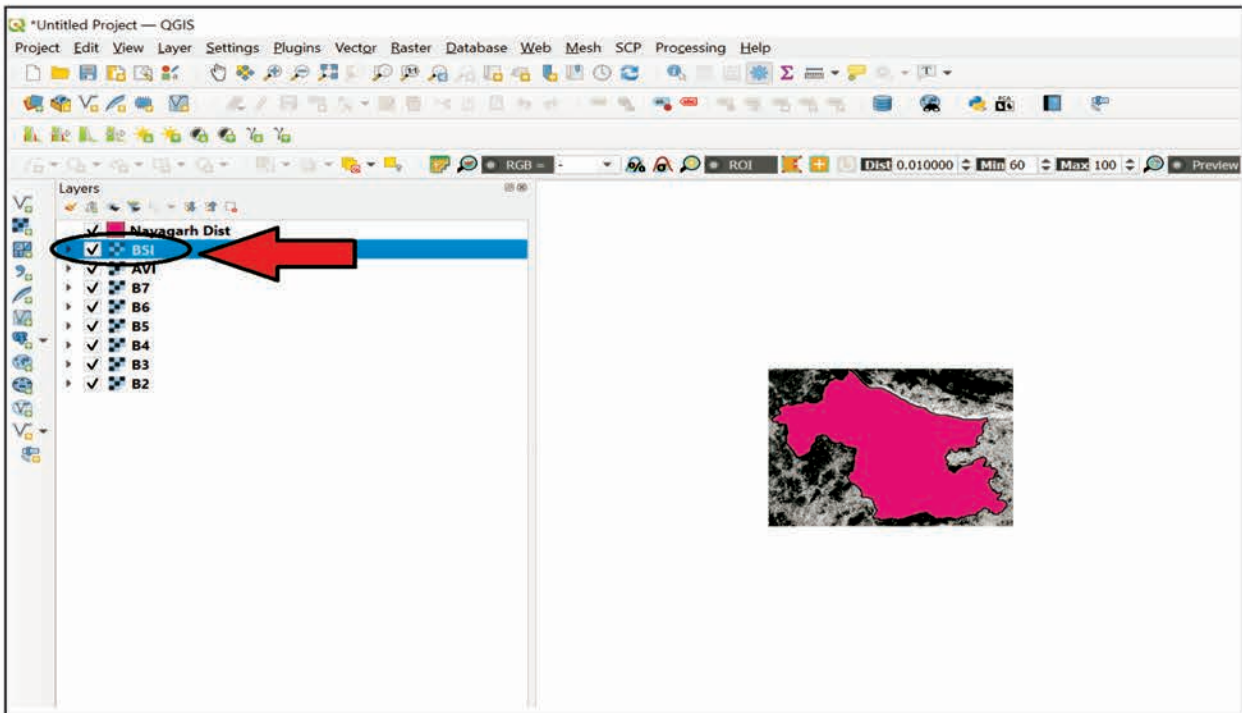 *Untitled Project — QGIS
Project Edit View Layer Settings Plugins Vector Raster Database Web Mesh SCP Processing Help
RGB = - ROI Dist 0.010000 Min 60 Max 100 Preview
Layers
Nayagarh Dist
BSI
AVI
B7
B6
B5
B4
B3
B2